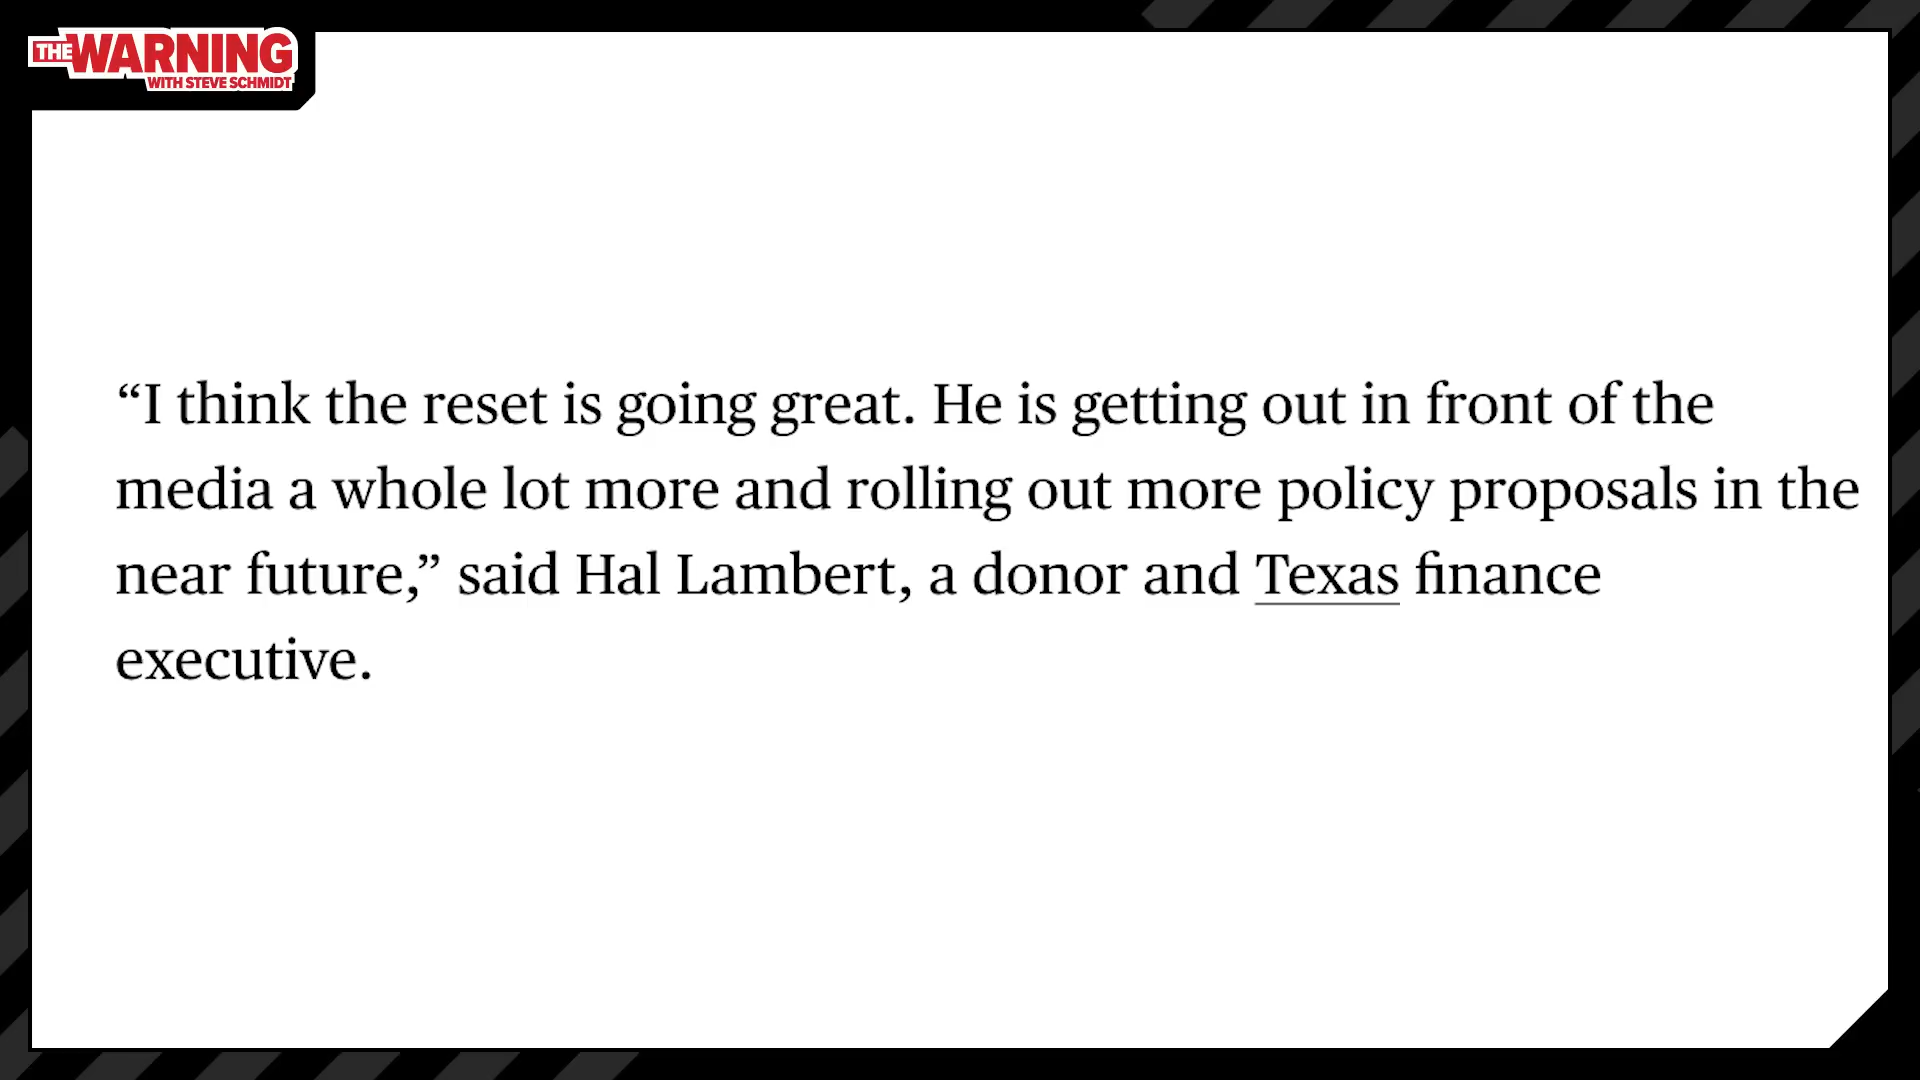 THE WARNING
WITH STEVE SCHMIDT
“I think the reset is going great. He is getting out in front of the
media a whole lot more and rolling out more policy proposals in the
near future,” said Hal Lambert, a donor and Texas finance
executive.